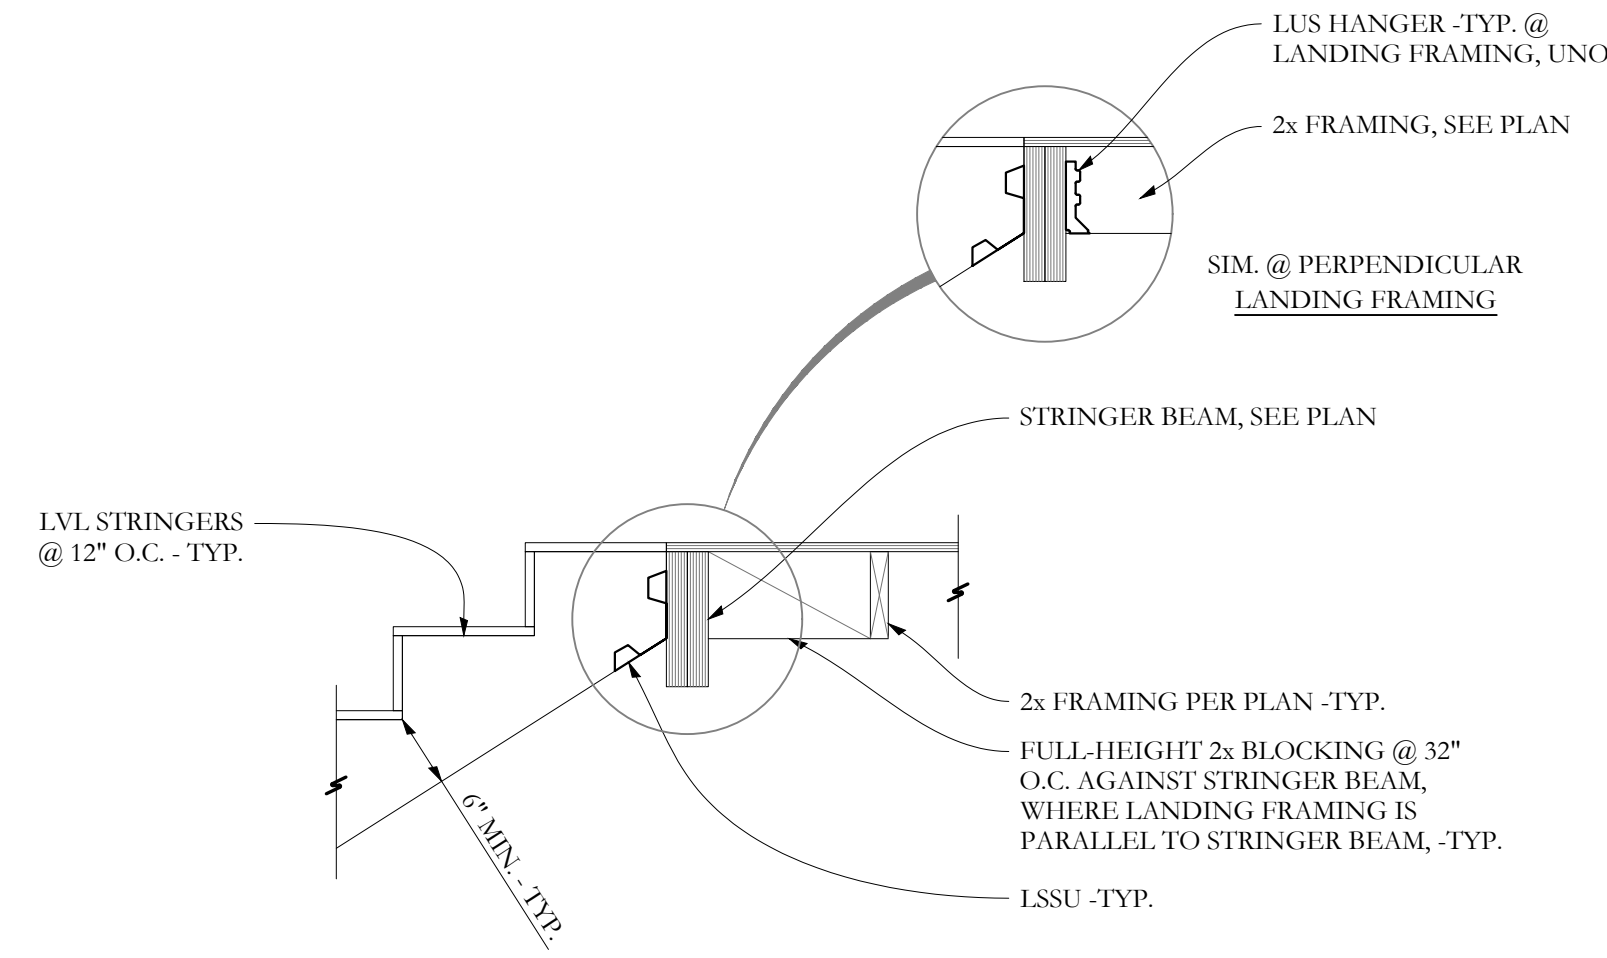 LUS HANGER -TYP. @
LANDING FRAMING, UNO
2x FRAMING, SEE PLAN
SIM. @ PERPENDICULAR
LANDING FRAMING
STRINGER BEAM, SEE PLAN
LVL STRINGERS
@ 12" O.C. - TYP.
2x FRAMING PER PLAN -TYP.
FULL-HEIGHT 2x BLOCKING @ 32"
O.C. AGAINST STRINGER BEAM,
WHERE LANDING FRAMING IS
PARALLEL TO STRINGER BEAM, -TYP.
6" MIN. - TYP.
LSSU -TYP.